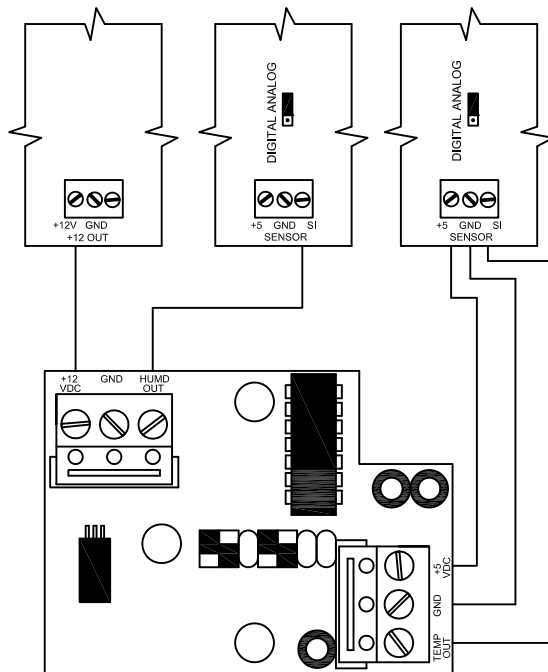 DIGITAL ANALOG
DIGITAL ANALOG
+12V GND
+12 OUT
+5 GND SI
SENSOR
+5 GND SI
SENSOR
+12
VDC
GND
HUMD
OUT
+5
VDC
GND
TEMP
OUT